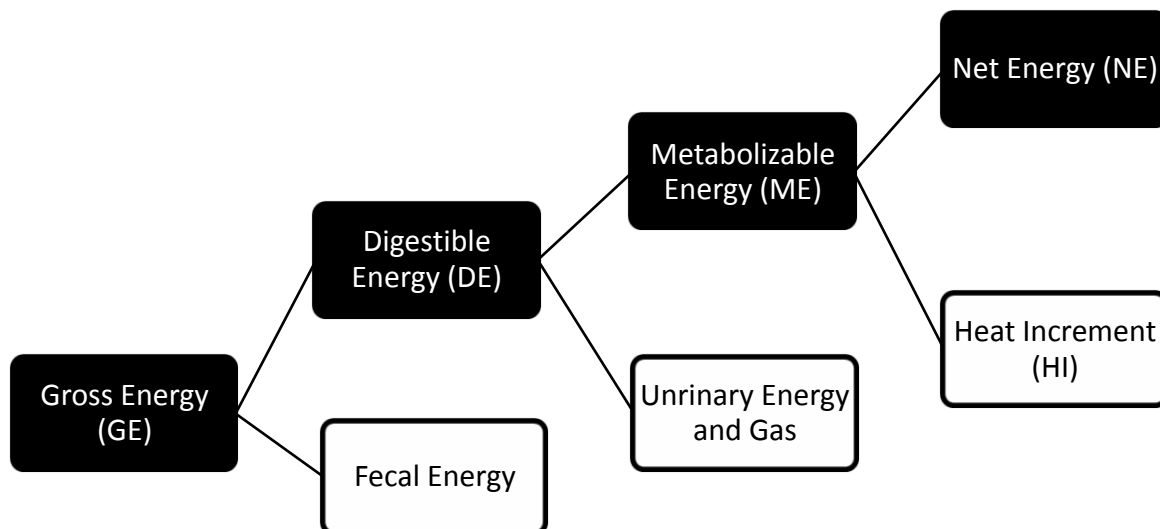 Net Energy (NE)
Metabolizable
Energy (ME)
Digestible
Energy (DE)
Heat Increment
(HI)
Gross Energy
(GE)
Unrinary Energy
and Gas
Fecal Energy